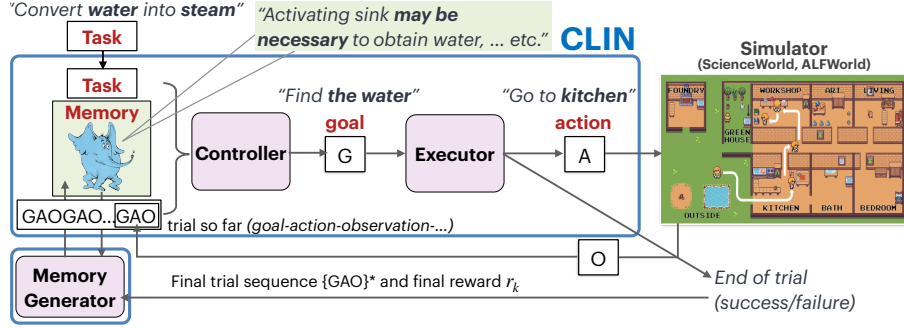 "Convert water into steam"
Task
"Activating sink may be
necessary to obtain water, ... etc."
CLIN
Simulator
(ScienceWorld, ALFWorld)
Task
Memory
"Find the water"
goal
"Go to kitchen"
action
Controller
G
Executor
A
FOUNDRY
WORKSHOP
ART
LIVING
GREEN
HOUSE
OUTSIDE
KITCHEN
BATH
BEDROOM
GAOGAO...GAO
trial so far (goal-action-observation-...)
O
Memory
Generator
Final trial sequence {GAO}* and final reward rₖ
End of trial
(success/failure)